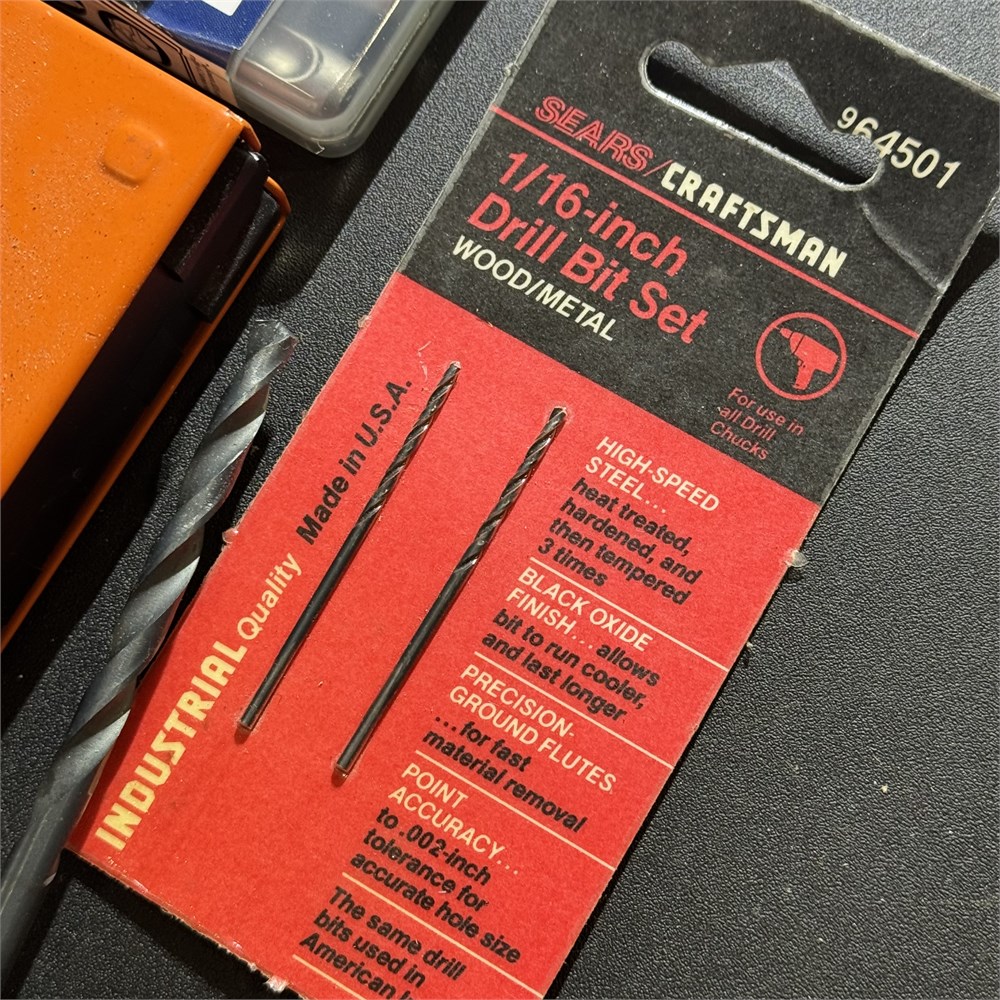 964501
SEARS/CRAFTSMAN
1/16-inch
Drill Bit Set
WOOD/METAL
For use in
all Drill
Chucks
INDUSTRIAL Quality Made in U.S.A.
HIGH-SPEED
STEEL...
heat treated,
hardened, and
then tempered
3 times
BLACK OXIDE
FINISH...allows
bit to run cooler,
and last longer
PRECISION-
GROUND FLUTES
...for fast
material removal
POINT
ACCURACY...
to .002-inch
tolerance for
accurate hole size
The same drill
bits used in
American